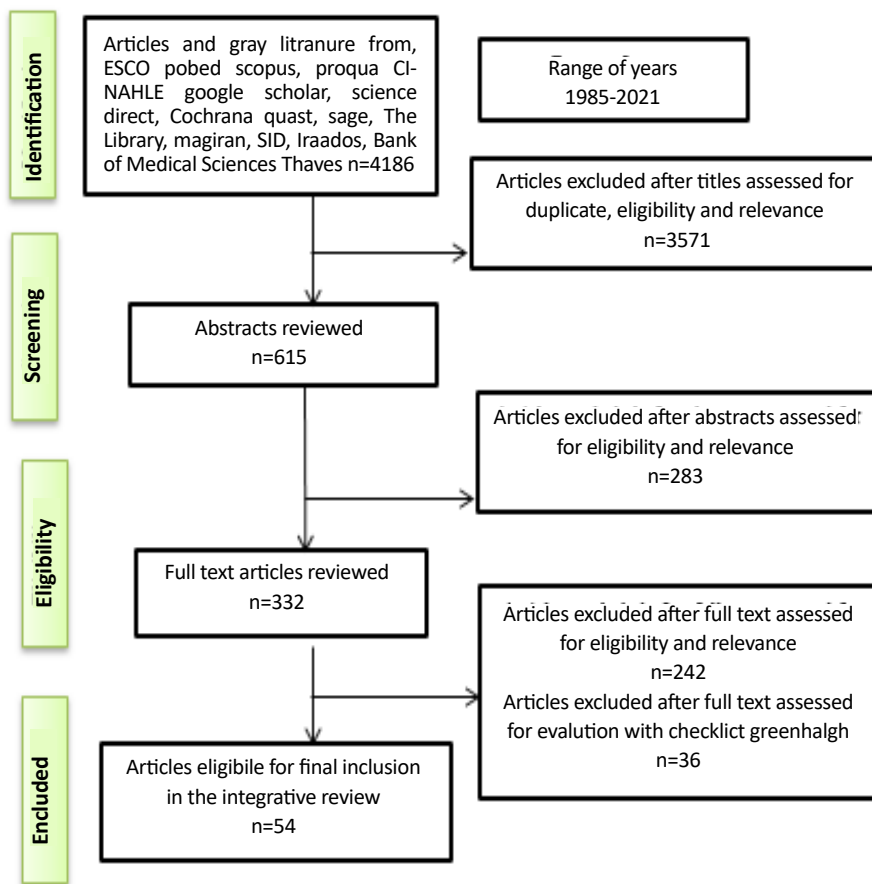 Identification
Articles and gray litranure from,
ESCO pobed scopus, proqua CI-
NAHLE google scholar, science
direct, Cochrana quast, sage, The
Library, magiran, SID, Iraados, Bank
of Medical Sciences Thaves n=4186
Range of years
1985-2021
Articles excluded after titles assessed for
duplicate, eligibility and relevance
n=3571
Screening
Abstracts reviewed
n=615
Articles excluded after abstracts assessed
for eligibility and relevance
n=283
Eligibility
Full text articles reviewed
n=332
Articles excluded after full text assessed
for eligibility and relevance
n=242
Articles excluded after full text assessed
for evalution with checklict greenhalgh
n=36
Excluded
Articles eligibile for final inclusion
in the integrative review
n=54